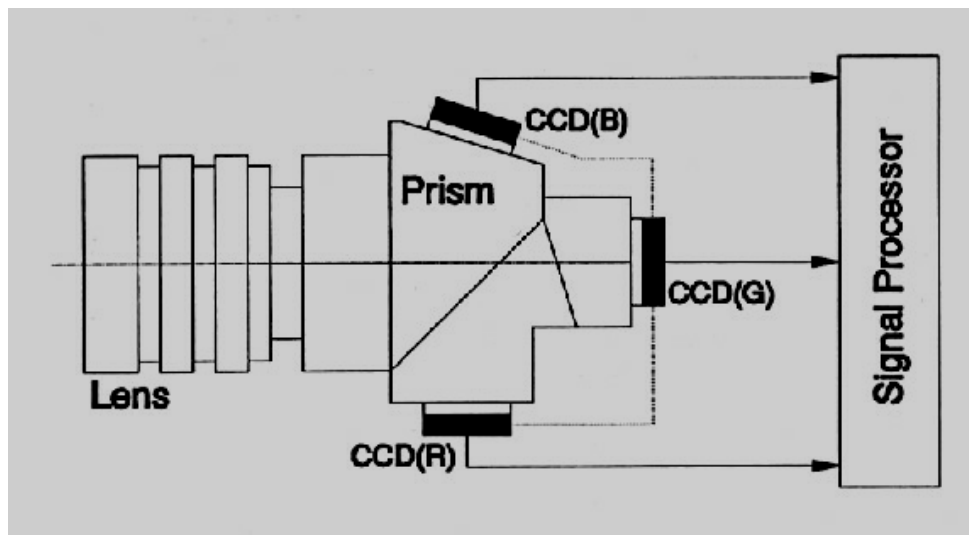 CCD(B)
Prism
CCD(G)
Lens
CCD(R)
Signal Processor